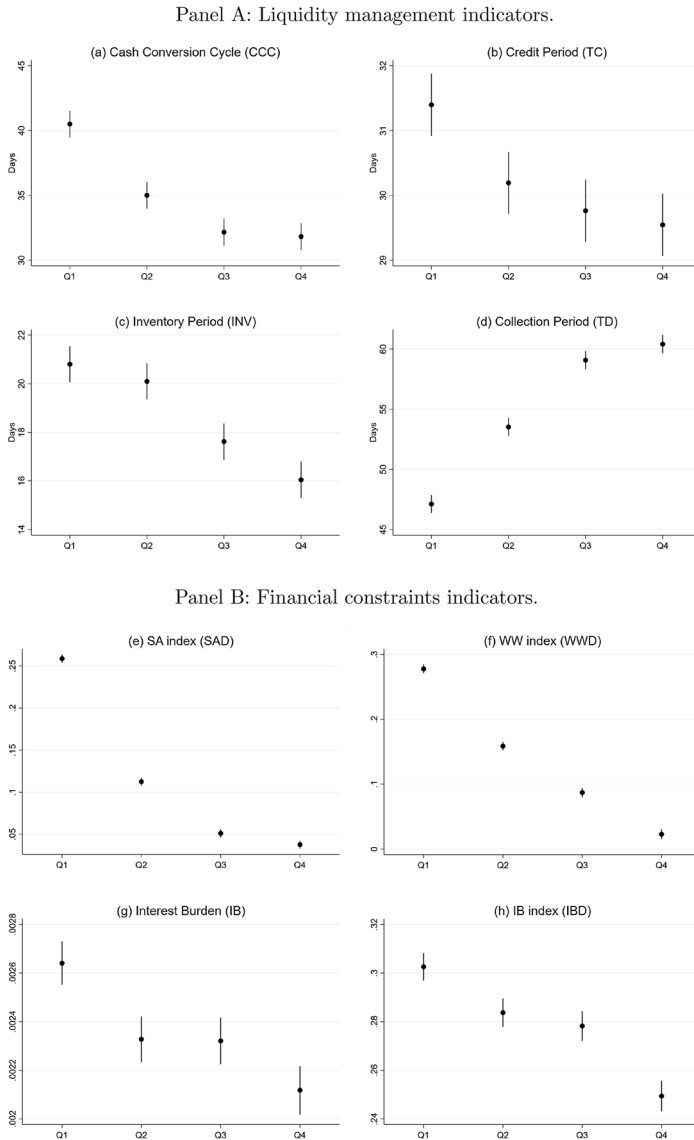 Panel A: Liquidity management indicators.
(a) Cash Conversion Cycle (CCC)
45
40
35
30
Days
Q1 Q2 Q3 Q4
(b) Credit Period (TC)
32
31
30
29
Days
Q1 Q2 Q3 Q4
(c) Inventory Period (INV)
22
20
18
16
14
Days
Q1 Q2 Q3 Q4
(d) Collection Period (TD)
60
55
50
45
Days
Q1 Q2 Q3 Q4
Panel B: Financial constraints indicators.
(e) SA index (SAD)
.25
.2
.15
.1
.05
Q1 Q2 Q3 Q4
(f) WW index (WWD)
.3
.2
.1
0
Q1 Q2 Q3 Q4
(g) Interest Burden (IB)
.0028
.0026
.0024
.0022
.002
Q1 Q2 Q3 Q4
(h) IB index (IBD)
.32
.3
.28
.26
.24
Q1 Q2 Q3 Q4